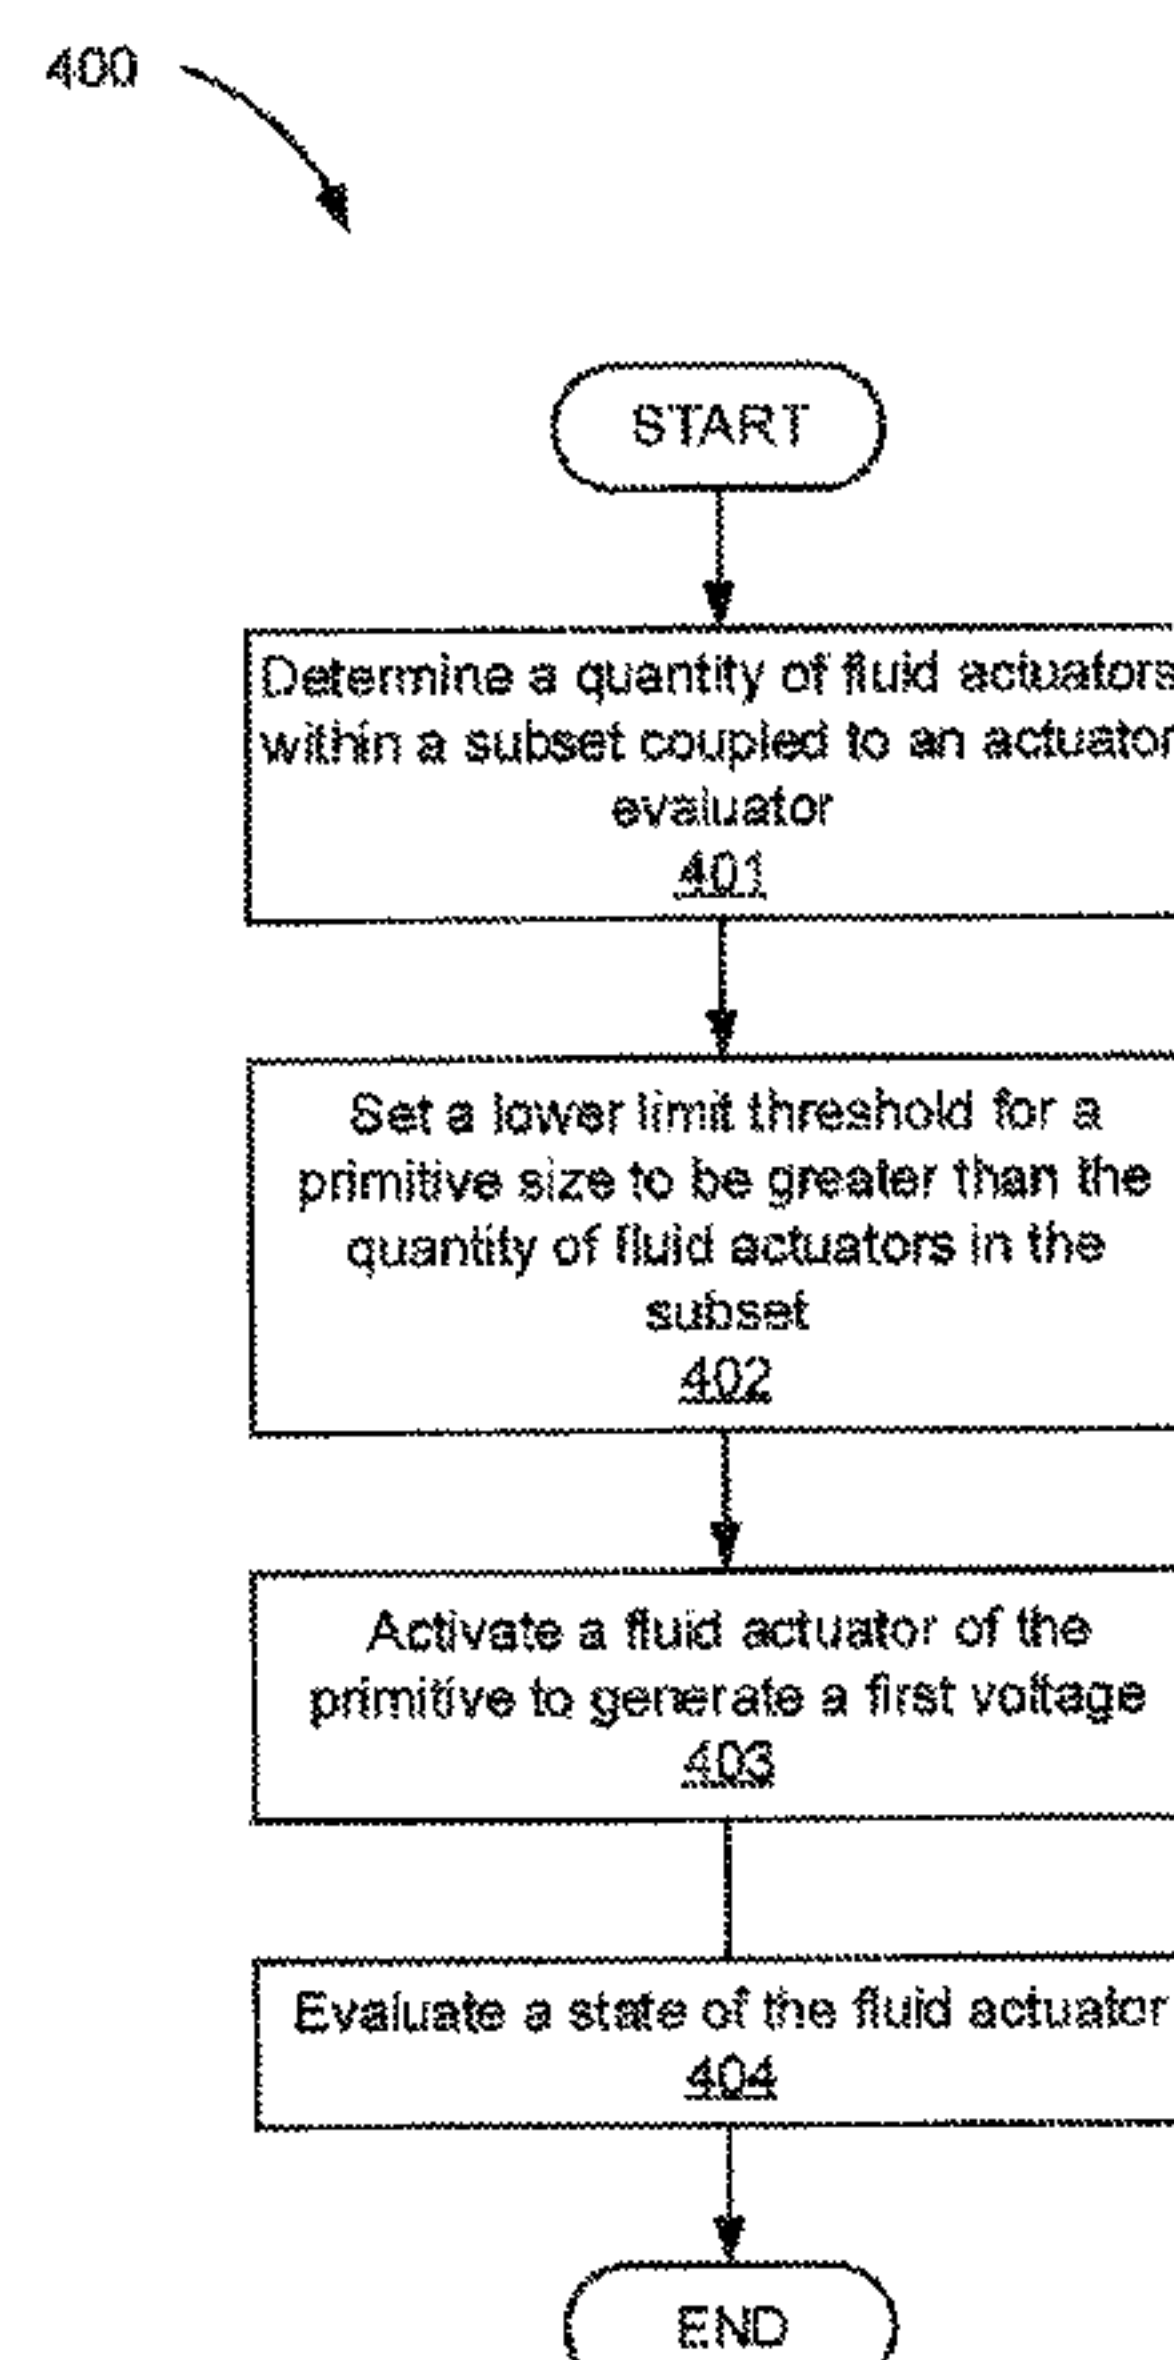 400
START
Determine a quantity of fluid actuators
within a subset coupled to an actuator
evaluator
401
Set a lower limit threshold for a
primitive size to be greater than the
quantity of fluid actuators in the
subset
402
Activate a fluid actuator of the
primitive to generate a first voltage
403
Evaluate a state of the fluid actuator
404
END